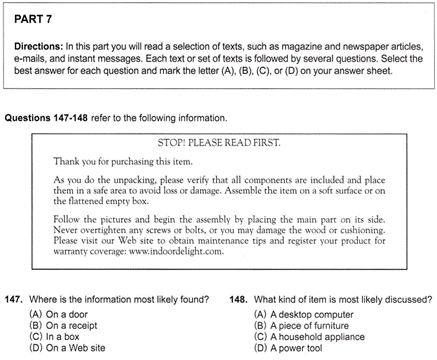 PART 7
Directions: In this part you will read a selection of texts, such as magazine and newspaper articles,
e-mails, and instant messages. Each text or set of texts is followed by several questions. Select the
best answer for each question and mark the letter (A), (B), (C), or (D) on your answer sheet.
Questions 147-148 refer to the following information.
STOP! PLEASE READ FIRST.
Thank you for purchasing this item.
As you do the unpacking, please verify that all components are included and place
them in a safe area to avoid loss or damage. Assemble the item on a soft surface or on
the flattened empty box.
Follow the pictures and begin the assembly by placing the main part on its side.
Never overtighten any screws or bolts, or you may damage the wood or cushioning.
Please visit our Web site to obtain maintenance tips and register your product for
warranty coverage: www.indoordelight.com.
147. Where is the information most likely found?
(A) On a door
(B) On a receipt
(C) In a box
(D) On a Web site
148. What kind of item is most likely discussed?
(A) A desktop computer
(B) A piece of furniture
(C) A household appliance
(D) A power tool